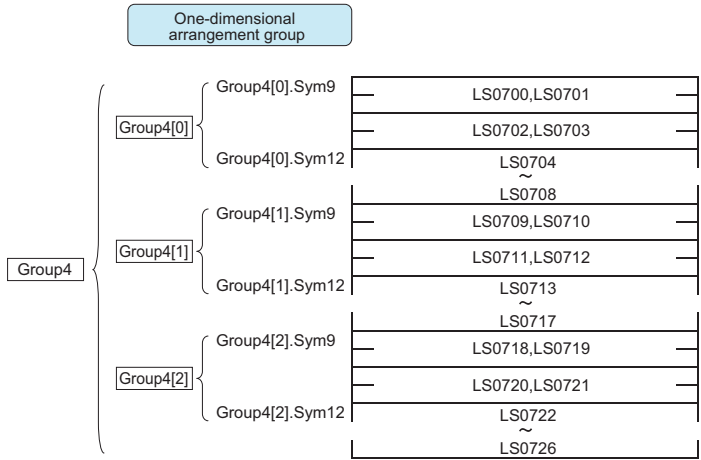 One-dimensional
arrangement group
Group4[0].Sym9
LS0700,LS0701
Group4[0]
LS0702,LS0703
Group4[0].Sym12
LS0704
~
LS0708
Group4[1].Sym9
LS0709,LS0710
Group4[1]
LS0711,LS0712
Group4
Group4[1].Sym12
LS0713
~
LS0717
Group4[2].Sym9
LS0718,LS0719
Group4[2]
LS0720,LS0721
Group4[2].Sym12
LS0722
~
LS0726